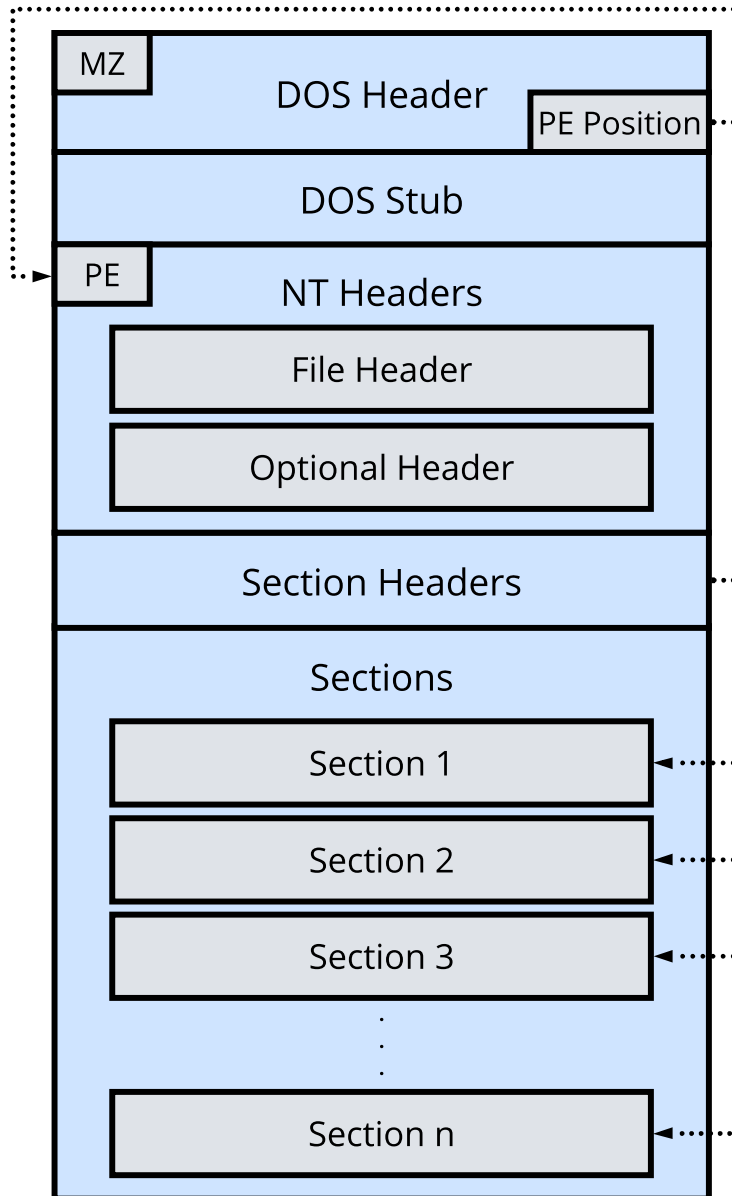 MZ
DOS Header
PE Position
DOS Stub
PE
NT Headers
File Header
Optional Header
Section Headers
Sections
Section 1
Section 2
Section 3
.
.
.
Section n